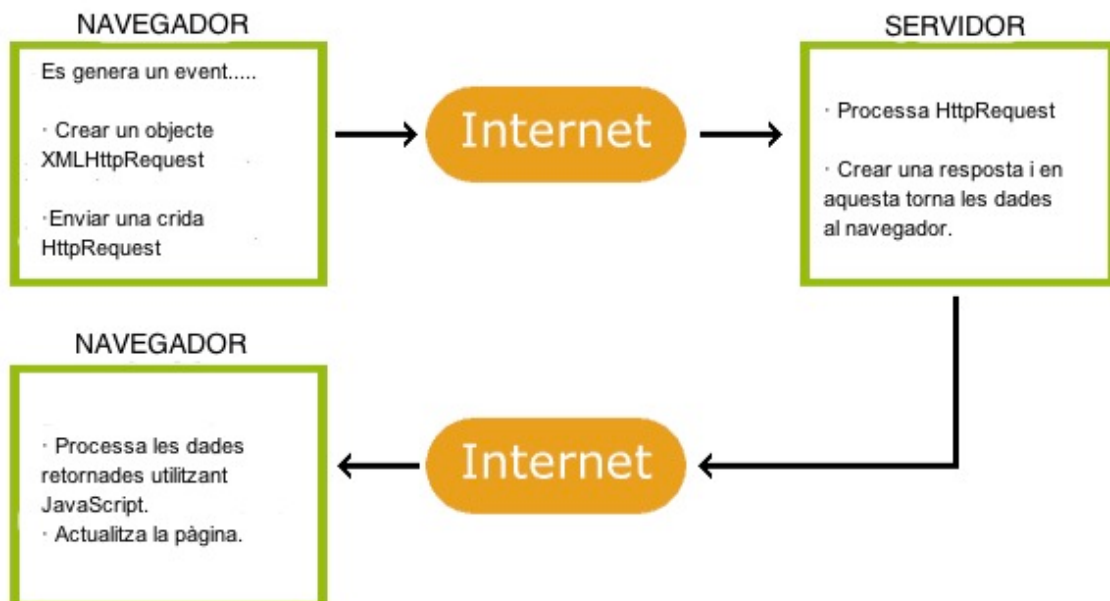 NAVEGADOR
Es genera un event.....
· Crear un objecte
XMLHttpRequest
·Enviar una crida
HttpRequest
Internet
SERVIDOR
· Processa HttpRequest
· Crear una resposta i en
aquesta torna les dades
al navegador.
NAVEGADOR
· Processa les dades
retornades utilitzant
JavaScript.
· Actualitza la pàgina.
Internet